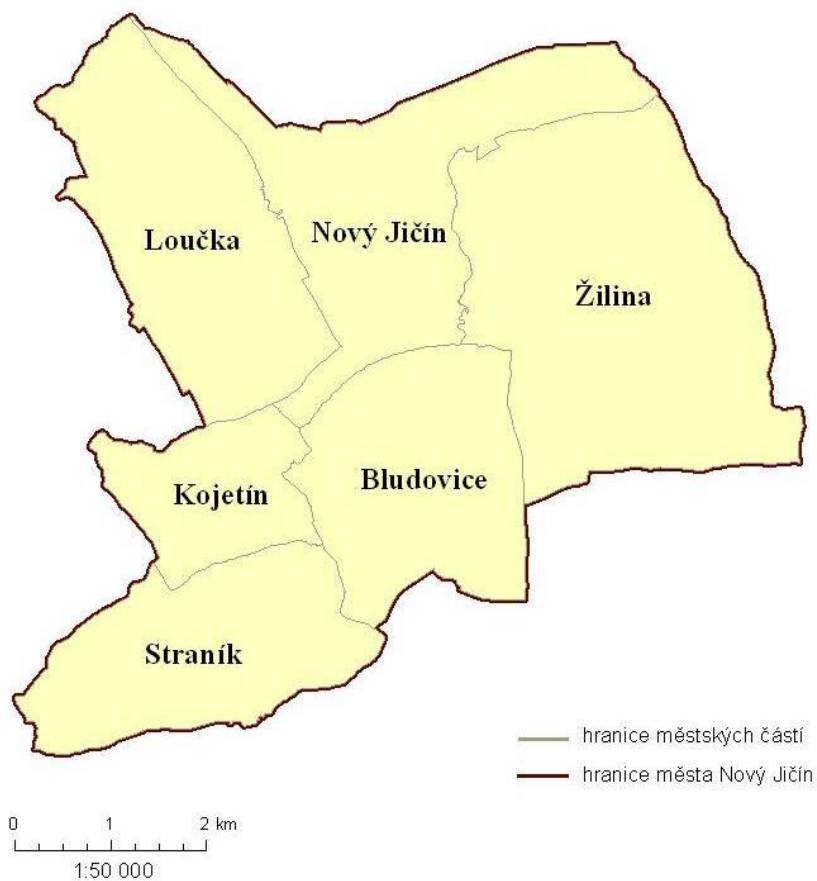 Nový Jičín
Loučka
Žilina
Bludovice
Kojetín
Straník
hranice městských částí
hranice města Nový Jičín
0 1 2 km
1:50 000